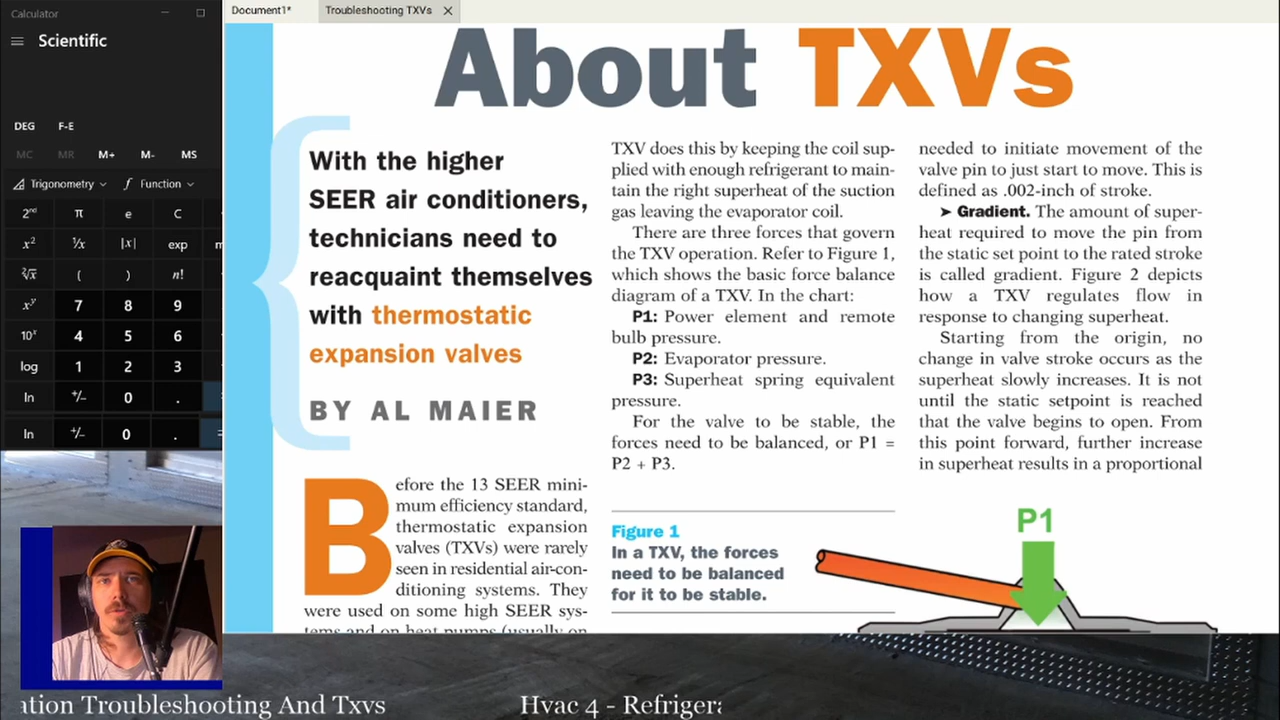 Calculator
Scientific
DEG F-E
MC MR M+ M- MS
Trigonometry Function
2nd π e C
x² ¹/x |x| exp
²√x ( ) n!
xʸ 7 8 9
10ˣ 4 5 6
log 1 2 3
ln +/- 0 .
ln +/- 0 .
Document1*
Troubleshooting TXVs
About TXVs
With the higher
SEER air conditioners,
technicians need to
reacquaint themselves
with thermostatic
expansion valves
BY AL MAIER
Before the 13 SEER mini-
mum efficiency standard,
thermostatic expansion
valves (TXVs) were rarely
seen in residential air-con-
ditioning systems. They
were used on some high SEER sys-
tems and on heat pumps (usually on
TXV does this by keeping the coil sup-
plied with enough refrigerant to main-
tain the right superheat of the suction
gas leaving the evaporator coil.
There are three forces that govern
the TXV operation. Refer to Figure 1,
which shows the basic force balance
diagram of a TXV. In the chart:
P1: Power element and remote
bulb pressure.
P2: Evaporator pressure.
P3: Superheat spring equivalent
pressure.
For the valve to be stable, the
forces need to be balanced, or P1 =
P2 + P3.
Figure 1
In a TXV, the forces
need to be balanced
for it to be stable.
needed to initiate movement of the
valve pin to just start to move. This is
defined as .002-inch of stroke.
➤ Gradient. The amount of super-
heat required to move the pin from
the static set point to the rated stroke
is called gradient. Figure 2 depicts
how a TXV regulates flow in
response to changing superheat.
Starting from the origin, no
change in valve stroke occurs as the
superheat slowly increases. It is not
until the static setpoint is reached
that the valve begins to open. From
this point forward, further increase
in superheat results in a proportional
P1
ation Troubleshooting And Txvs
Hvac 4 - Refrigera